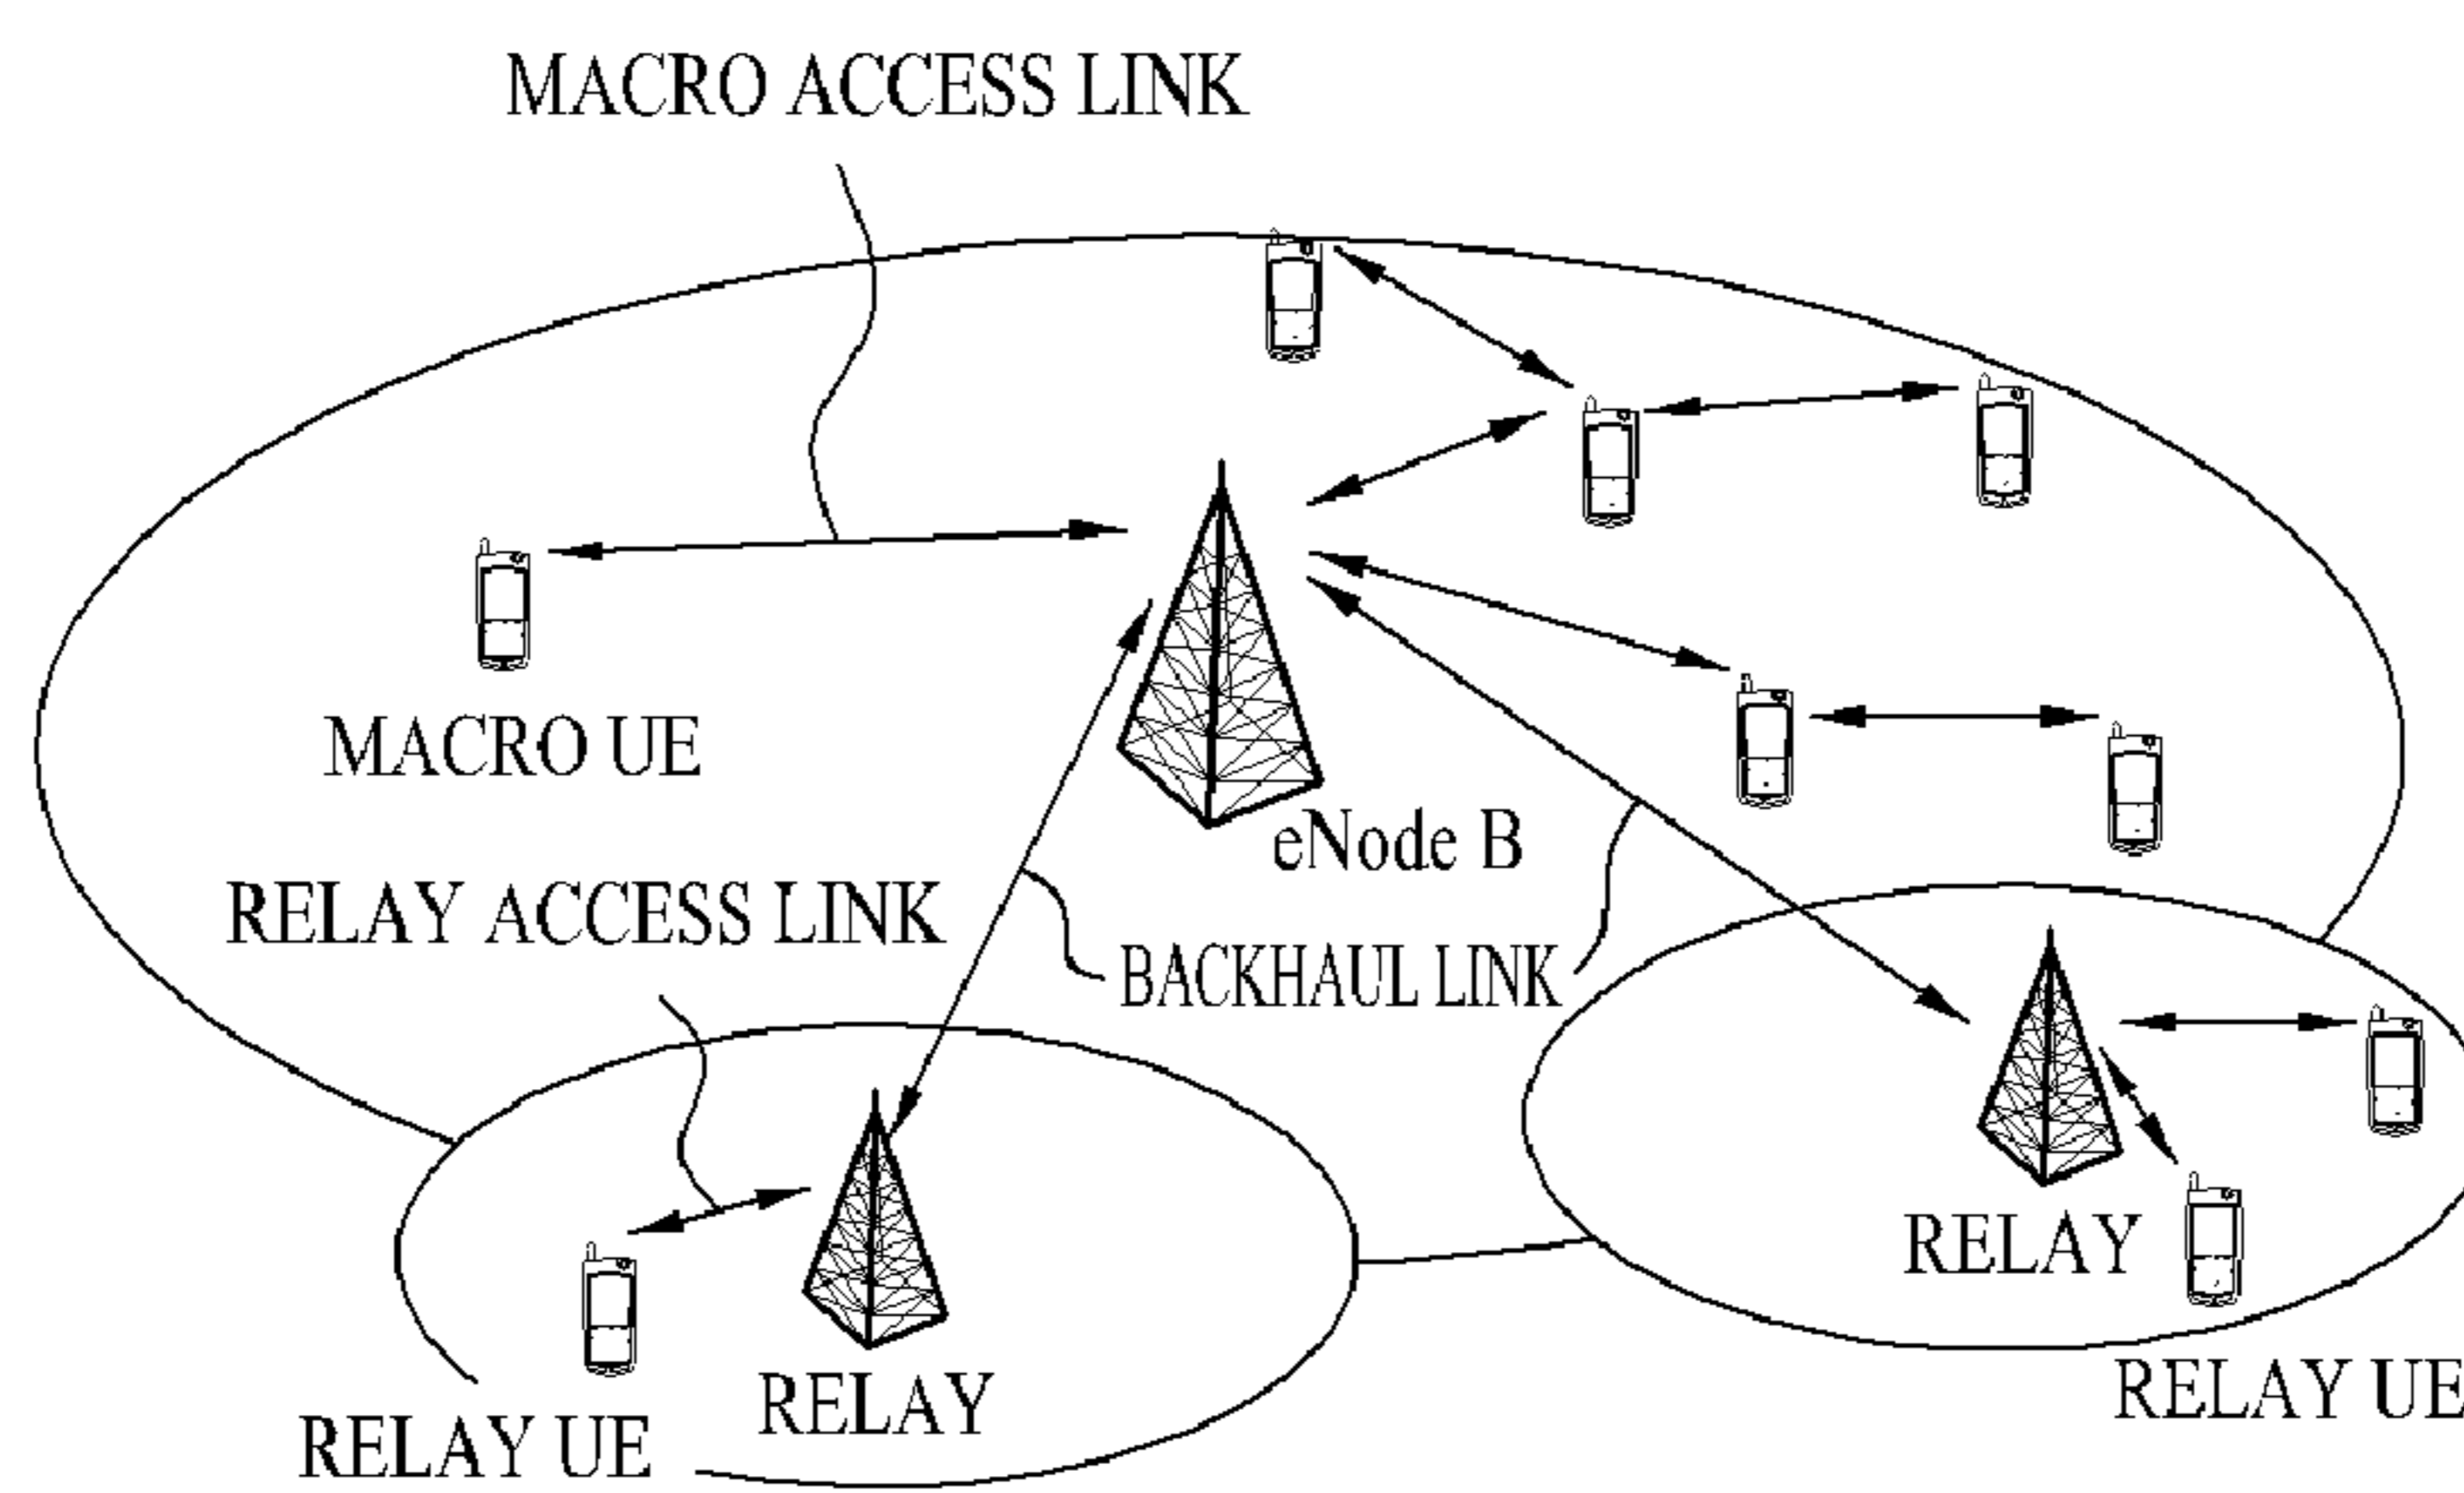 MACRO ACCESS LINK
MACRO UE
eNode B
RELAY ACCESS LINK
BACKHAUL LINK
RELAY
RELAY UE
RELAY
RELAY UE